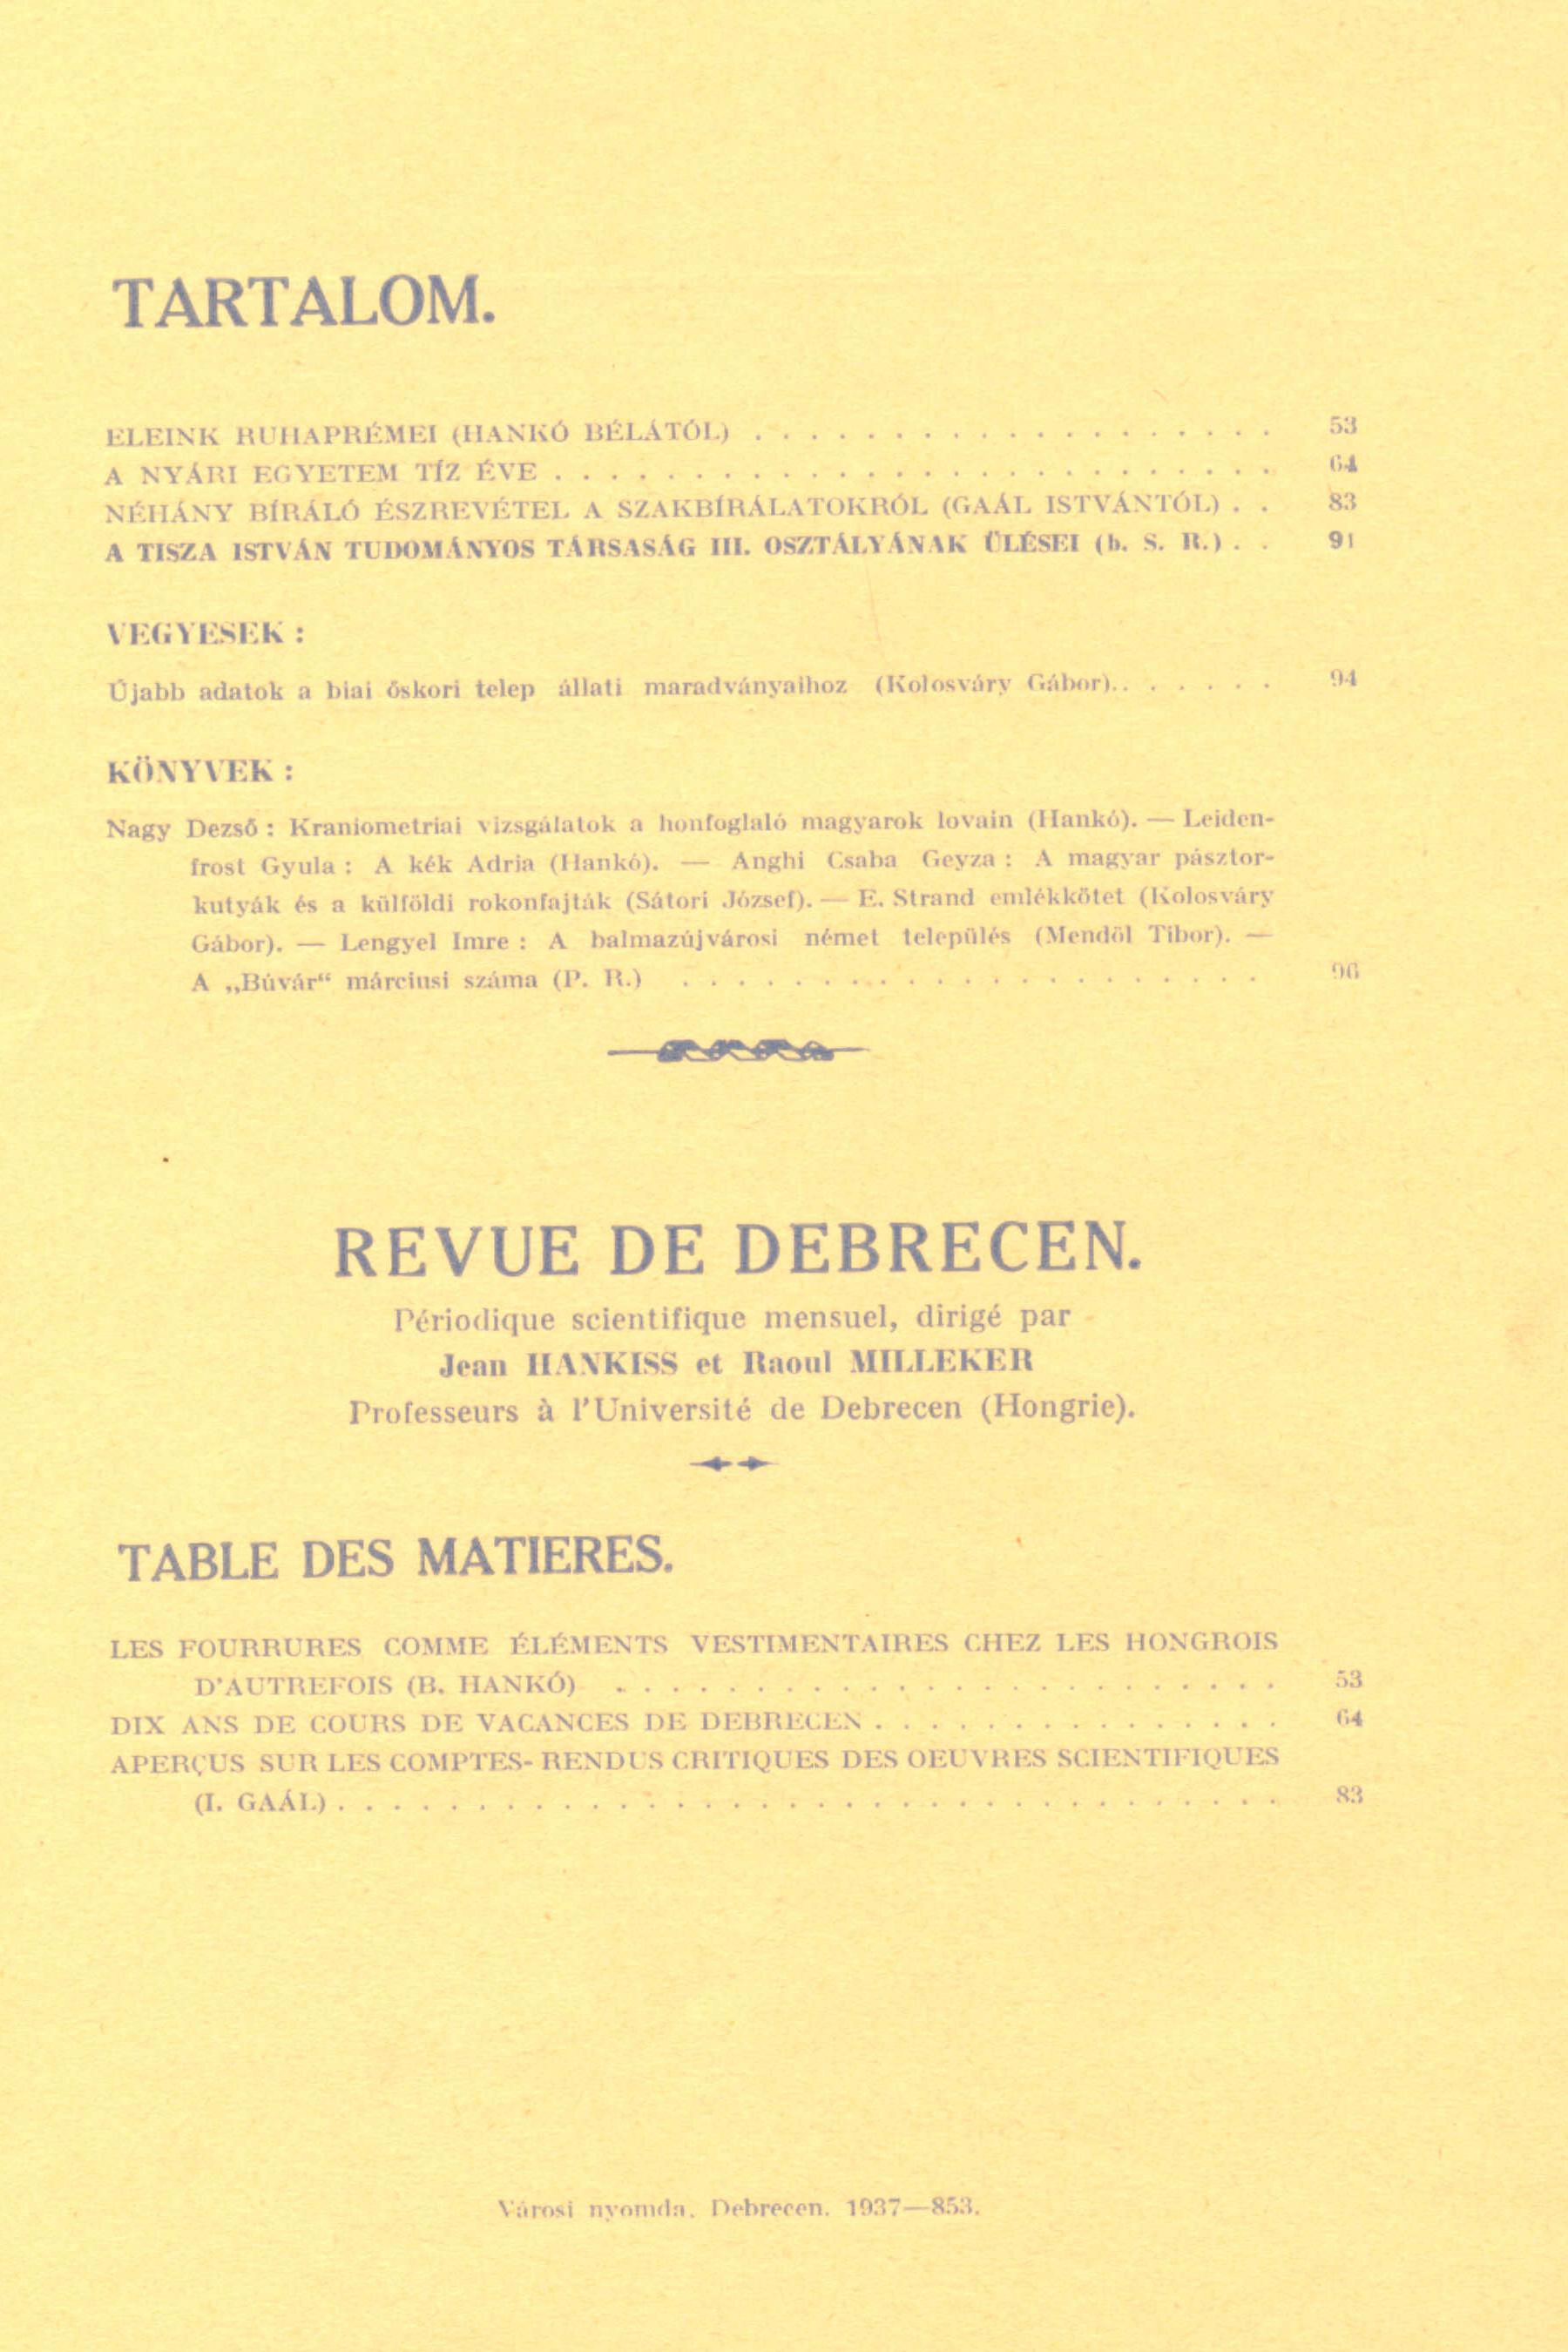 TARTALOM.
ELEINK RUHAPRÉMEI (HANKÓ BÉLÁTÓL) . . . . . . . . . . . . . . . . . . . 53
A NYÁRI EGYETEM TÍZ ÉVE . . . . . . . . . . . . . . . . . . . . . . . . . . 64
NÉHÁNY BÍRÁLÓ ÉSZREVÉTEL A SZAKBÍRÁLATOKRÓL (GAÁL ISTVÁNTÓL) . . 83
A TISZA ISTVÁN TUDOMÁNYOS TÁRSASÁG III. OSZTÁLYÁNAK ÜLÉSEI (b. S. R.) . . 91
VEGYESEK :
Újabb adatok a biai őskori telep állati maradványaihoz (Kolosváry Gábor). . . . . . . 94
KÖNYVEK :
Nagy Dezső : Kraniometriai vizsgálatok a honfoglaló magyarok lovain (Hankó). — Leiden-
frost Gyula : A kék Adria (Hankó). — Anghi Csaba Geyza : A magyar pásztor-
kutyák és a külföldi rokonfajták (Sátori József). — E. Strand emlékkötet (Kolosváry
Gábor). — Lengyel Imre : A balmazújvárosi német település (Mendöl Tibor). —
A „Búvár“ márciusi száma (P. R.) . . . . . . . . . . . . . . . . . . . . . 96
REVUE DE DEBRECEN.
Périodique scientifique mensuel, dirigé par
Jean HANKISS et Raoul MILLEKER
Professeurs à l'Université de Debrecen (Hongrie).
TABLE DES MATIERES.
LES FOURRURES COMME ÉLÉMENTS VESTIMENTAIRES CHEZ LES HONGROIS
D'AUTREFOIS (B. HANKÓ) . . . . . . . . . . . . . . . . . . . . . . . . 53
DIX ANS DE COURS DE VACANCES DE DEBRECEN . . . . . . . . . . . . . . . 64
APERÇUS SUR LES COMPTES- RENDUS CRITIQUES DES OEUVRES SCIENTIFIQUES
(I. GAÁL) . . . . . . . . . . . . . . . . . . . . . . . . . . . . . . . . . . 83
Városi nyomda. Debrecen. 1937—853.